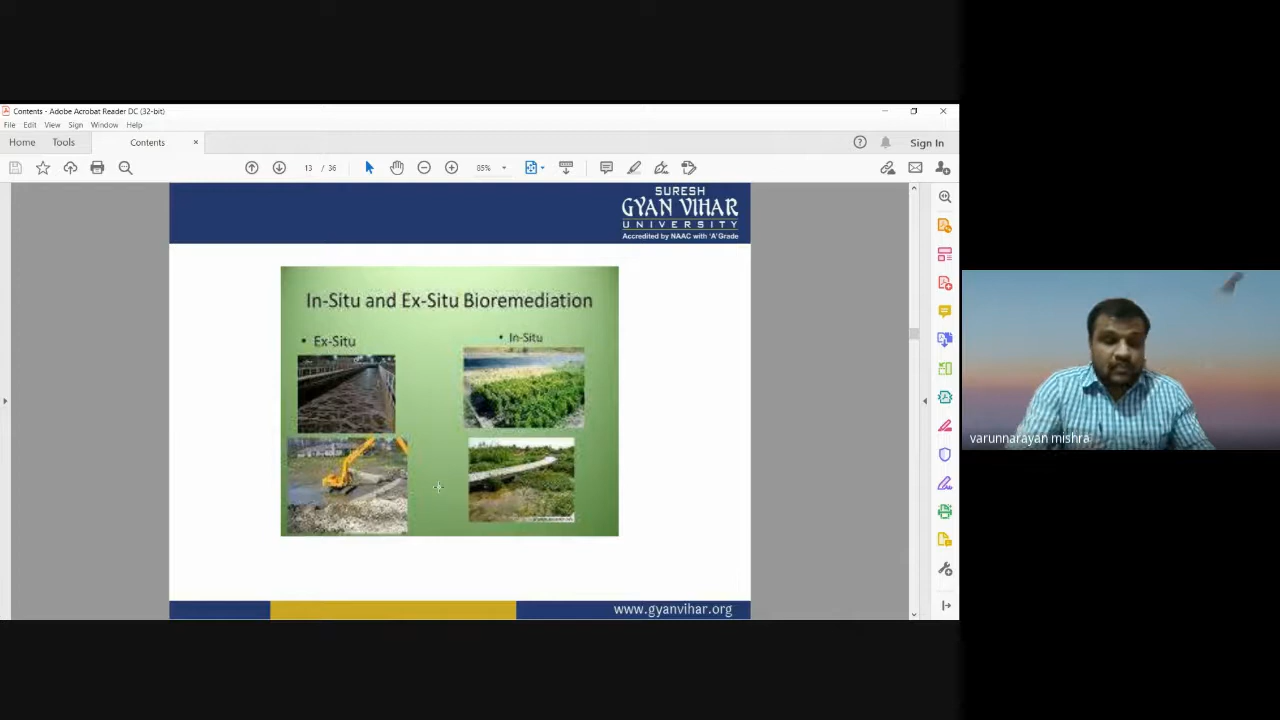 Contents - Adobe Acrobat Reader DC (32-bit)
File Edit View Sign Window Help
Home Tools Contents × Sign In
13 / 36 85%
SURESH
GYAN VIHAR
UNIVERSITY
Accredited by NAAC with 'A' Grade
In-Situ and Ex-Situ Bioremediation
• Ex-Situ
• In-Situ
varunnarayan mishra
www.gyanvihar.org